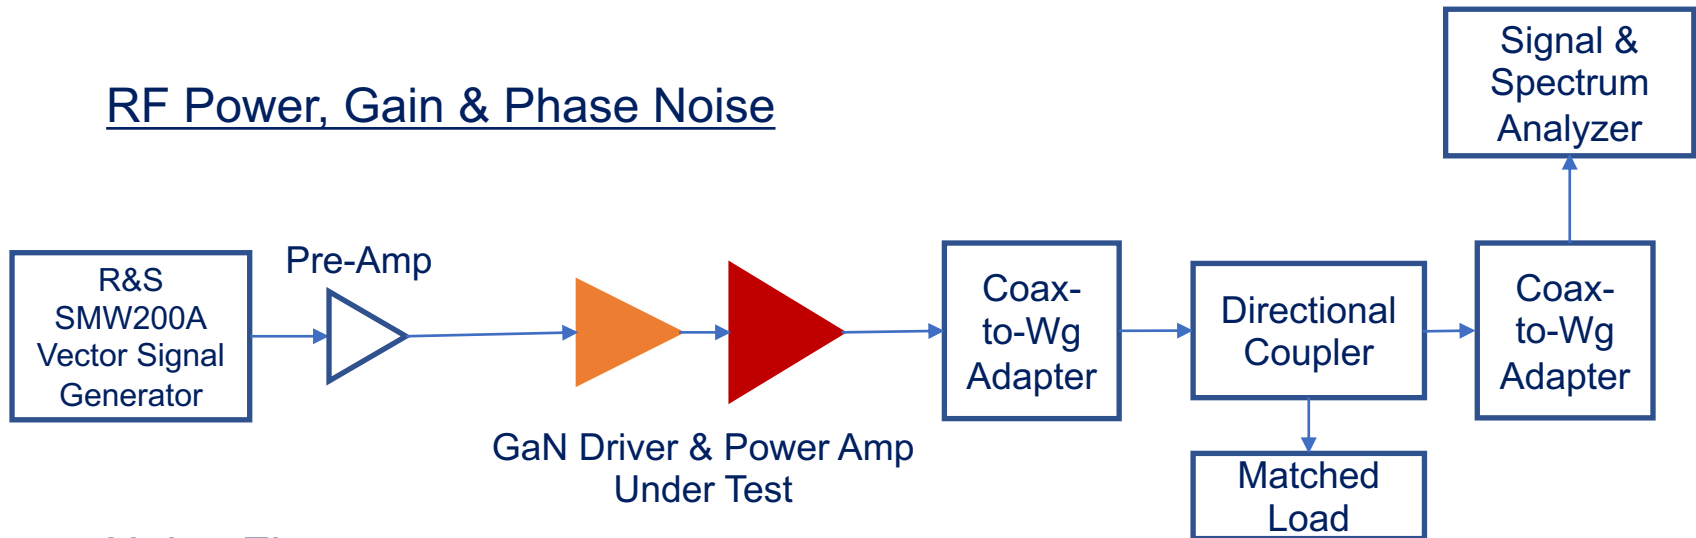 RF Power, Gain & Phase Noise
Signal &
Spectrum
Analyzer
R&S
SMW200A
Vector Signal
Generator
Pre-Amp
GaN Driver & Power Amp
Under Test
Coax-
to-Wg
Adapter
Directional
Coupler
Matched
Load
Coax-
to-Wg
Adapter